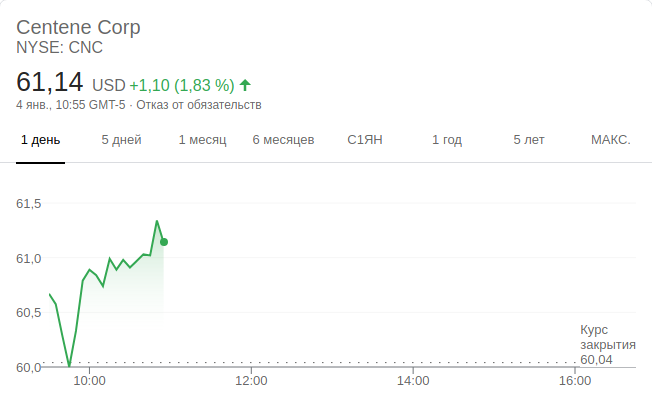 Centene Corp
NYSE: CNC
61,14 USD +1,10 (1,83 %)
4 янв., 10:55 GMT-5 · Отказ от обязательств
1 день 5 дней 1 месяц 6 месяцев С1ЯН 1 год 5 лет МАКС.
61,5
61,0
60,5
60,0
Курс
закрытия
60,04
10:00 12:00 14:00 16:00